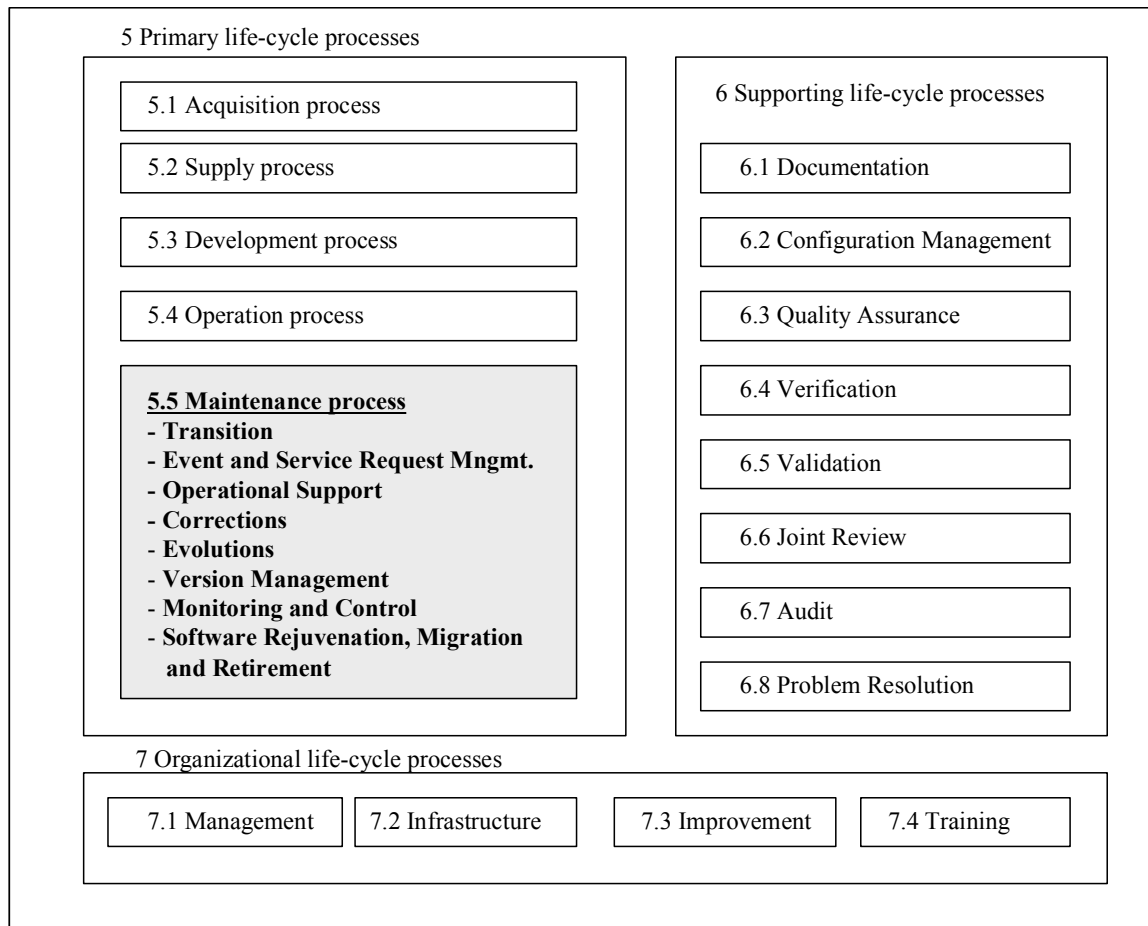 5 Primary life-cycle processes
5.1 Acquisition process
5.2 Supply process
5.3 Development process
5.4 Operation process
5.5 Maintenance process
- Transition
- Event and Service Request Mngmt.
- Operational Support
- Corrections
- Evolutions
- Version Management
- Monitoring and Control
- Software Rejuvenation, Migration
and Retirement
6 Supporting life-cycle processes
6.1 Documentation
6.2 Configuration Management
6.3 Quality Assurance
6.4 Verification
6.5 Validation
6.6 Joint Review
6.7 Audit
6.8 Problem Resolution
7 Organizational life-cycle processes
7.1 Management
7.2 Infrastructure
7.3 Improvement
7.4 Training